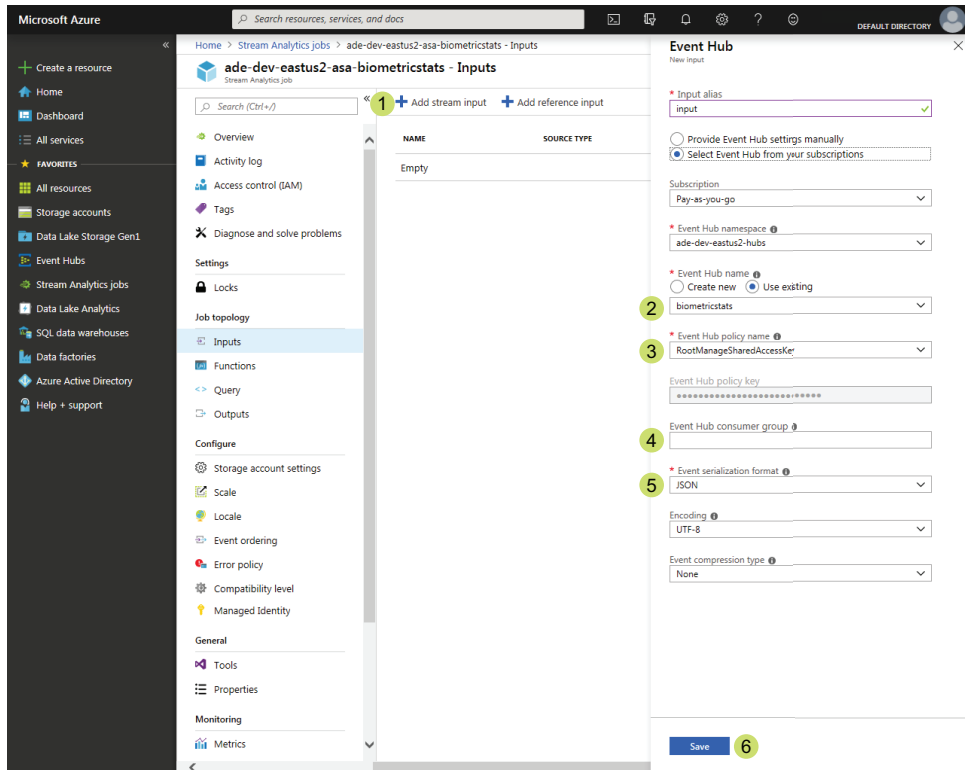 Microsoft Azure
Search resources, services, and docs
DEFAULT DIRECTORY
Create a resource
Home
Dashboard
All services
FAVORITES
All resources
Storage accounts
Data Lake Storage Gen1
Event Hubs
Stream Analytics jobs
Data Lake Analytics
SQL data warehouses
Data factories
Azure Active Directory
Help + support
Home > Stream Analytics jobs > ade-dev-eastus2-asa-biometricstats - Inputs
ade-dev-eastus2-asa-biometricstats - Inputs
Stream Analytics job
Search (Ctrl+/)
Overview
Activity log
Access control (IAM)
Tags
Diagnose and solve problems
Settings
Locks
Job topology
Inputs
Functions
Query
Outputs
Configure
Storage account settings
Scale
Locale
Event ordering
Error policy
Compatibility level
Managed Identity
General
Tools
Properties
Monitoring
Metrics
1 Add stream input Add reference input
NAME SOURCE TYPE
Empty
Event Hub
New input
* Input alias
input
Provide Event Hub settings manually
Select Event Hub from your subscriptions
Subscription
Pay-as-you-go
* Event Hub namespace
ade-dev-eastus2-hubs
* Event Hub name
Create new Use existing
2 biometricstats
* Event Hub policy name
3 RootManageSharedAccessKey
Event Hub policy key
Event Hub consumer group
4
* Event serialization format
5 JSON
Encoding
UTF-8
Event compression type
None
Save 6